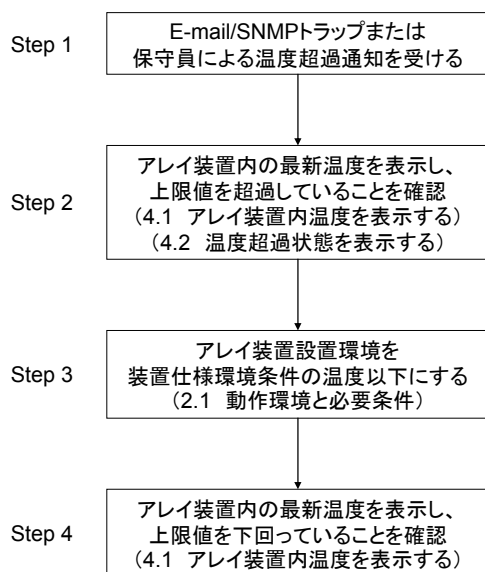 Step 1
E-mail/SNMPトラップまたは
保守員による温度超過通知を受ける
Step 2
アレイ装置内の最新温度を表示し、
上限値を超過していることを確認
(4.1 アレイ装置内温度を表示する)
(4.2 温度超過状態を表示する)
Step 3
アレイ装置設置環境を
装置仕様環境条件の温度以下にする
(2.1 動作環境と必要条件)
Step 4
アレイ装置内の最新温度を表示し、
上限値を下回っていることを確認
(4.1 アレイ装置内温度を表示する)